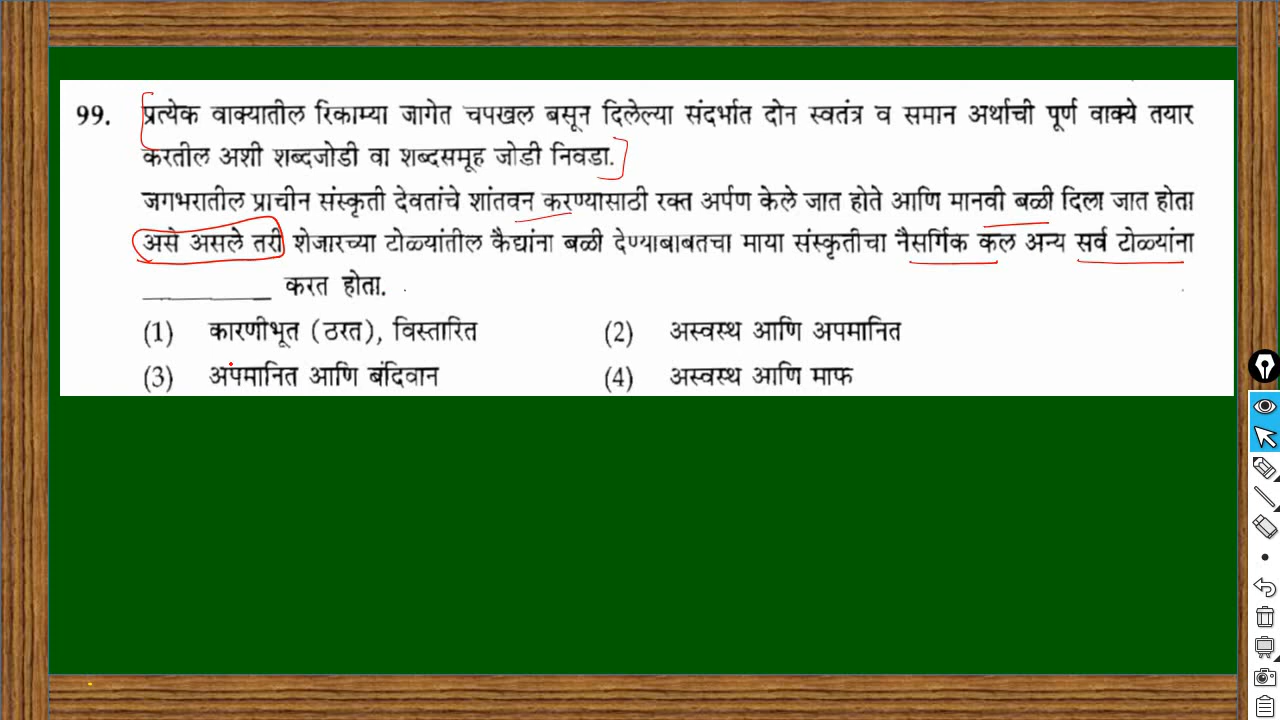 99. प्रत्येक वाक्यातील रिकाम्या जागेत चपखल बसून दिलेल्या संदर्भात दोन स्वतंत्र व समान अर्थाची पूर्ण वाक्ये तयार
करतील अशी शब्दजोडी वा शब्दसमूह जोडी निवडा.
जगभरातील प्राचीन संस्कृती देवतांचे शांतवन करण्यासाठी रक्त अर्पण केले जात होते आणि मानवी बळी दिला जात होता
असे असले तरी शेजारच्या टोळ्यांतील कैद्यांना बळी देण्याबाबतचा माया संस्कृतीचा नैसर्गिक कल अन्य सर्व टोळ्यांना
__________ करत होता.
(1) कारणीभूत (ठरत), विस्तारित (2) अस्वस्थ आणि अपमानित
(3) अपमानित आणि बंदिवान (4) अस्वस्थ आणि माफ